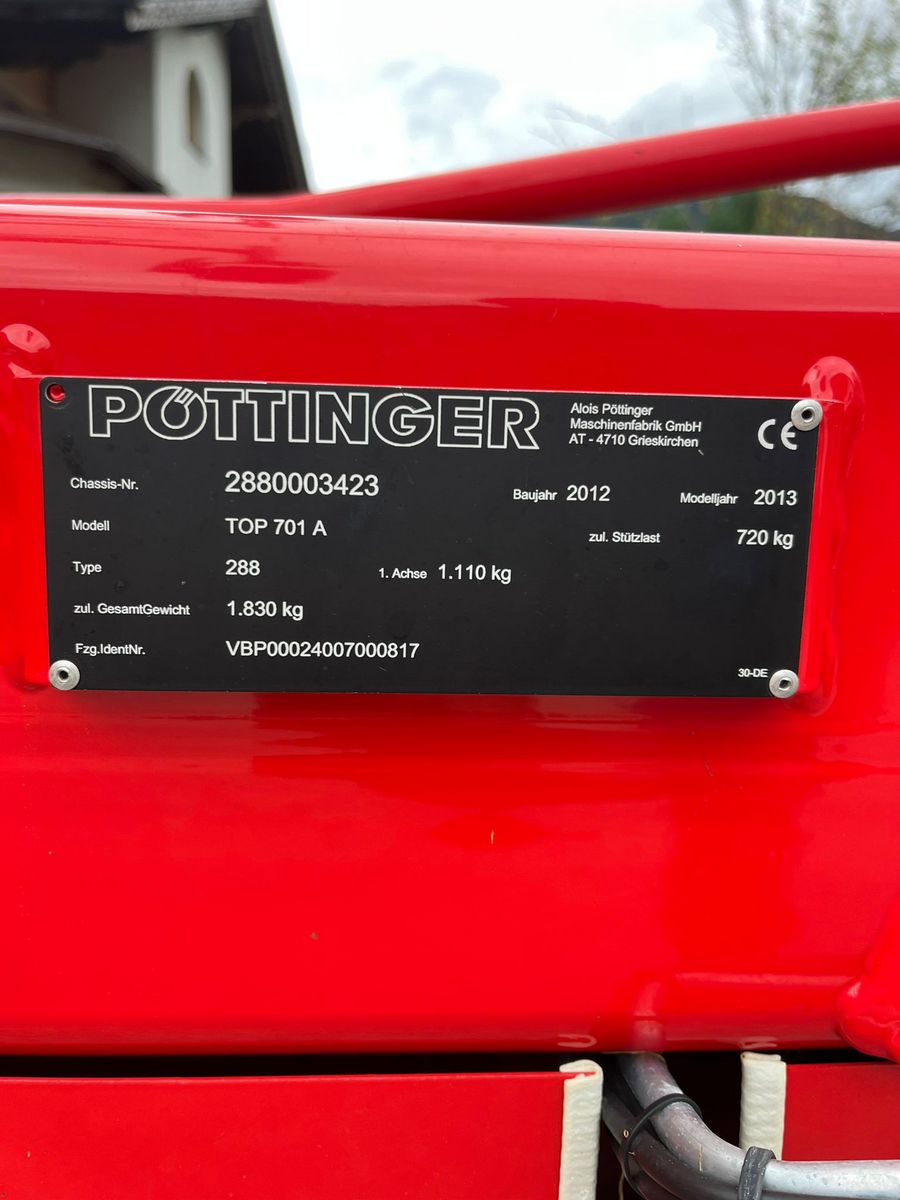 PÖTTINGER
Alois Pöttinger
Maschinenfabrik GmbH
AT - 4710 Grieskirchen
CE
Chassis-Nr. 2880003423 Baujahr 2012 Modelljahr 2013
Modell TOP 701 A zul. Stützlast 720 kg
Type 288 1. Achse 1.110 kg
zul. GesamtGewicht 1.830 kg
Fzg.IdentNr. VBP00024007000817
30-DE